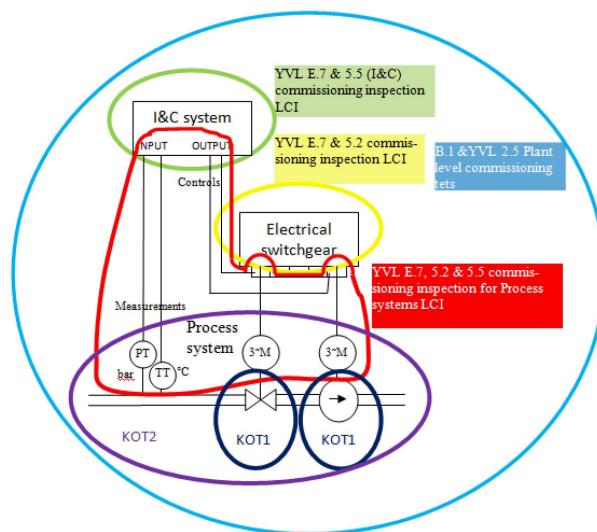 YVL E.7 & 5.5 (I&C)
commissioning inspection
LCI
I&C system
NPUT OUTPUT
YVL E.7 & 5.2 commis-
sioning inspection LCI
B.1 &YVL 2.5 Plant
level commissioning
tets
Controls
Electrical
switchgear
YVL E.7, 5.2 & 5.5 commis-
sioning inspection for Process
systems LCI
Measurements
Process
system
PT
3~M
3~M
bar
TT
°C
KOT2
KOT1
KOT1